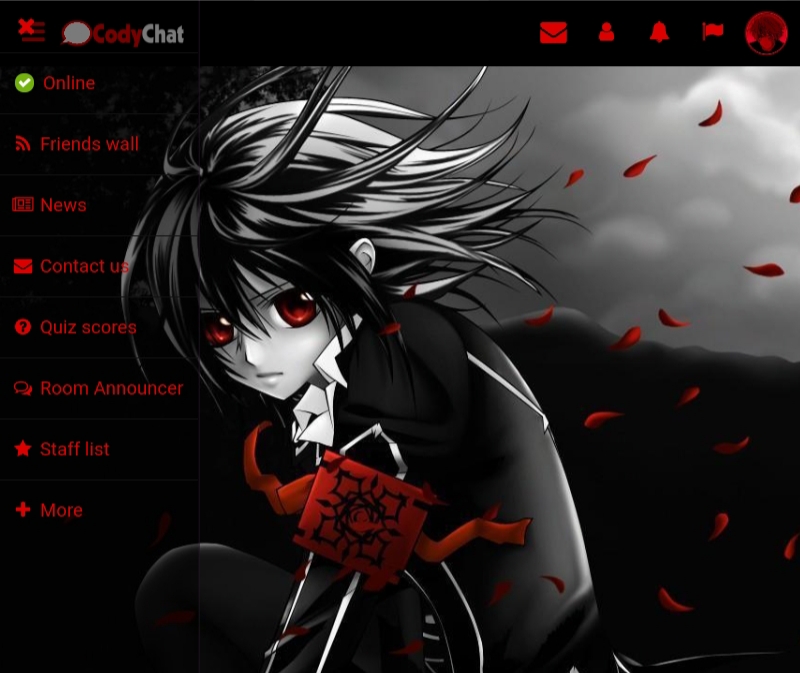 CodyChat
Online
Friends wall
News
Contact us
Quiz scores
Room Announcer
Staff list
More